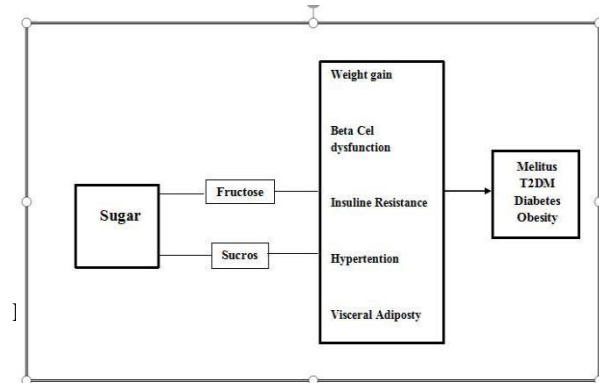 Sugar
Fructose
Sucros
Weight gain
Beta Cel
dysfunction
Insuline Resistance
Hypertention
Visceral Adiposty
Melitus
T2DM
Diabetes
Obesity
]